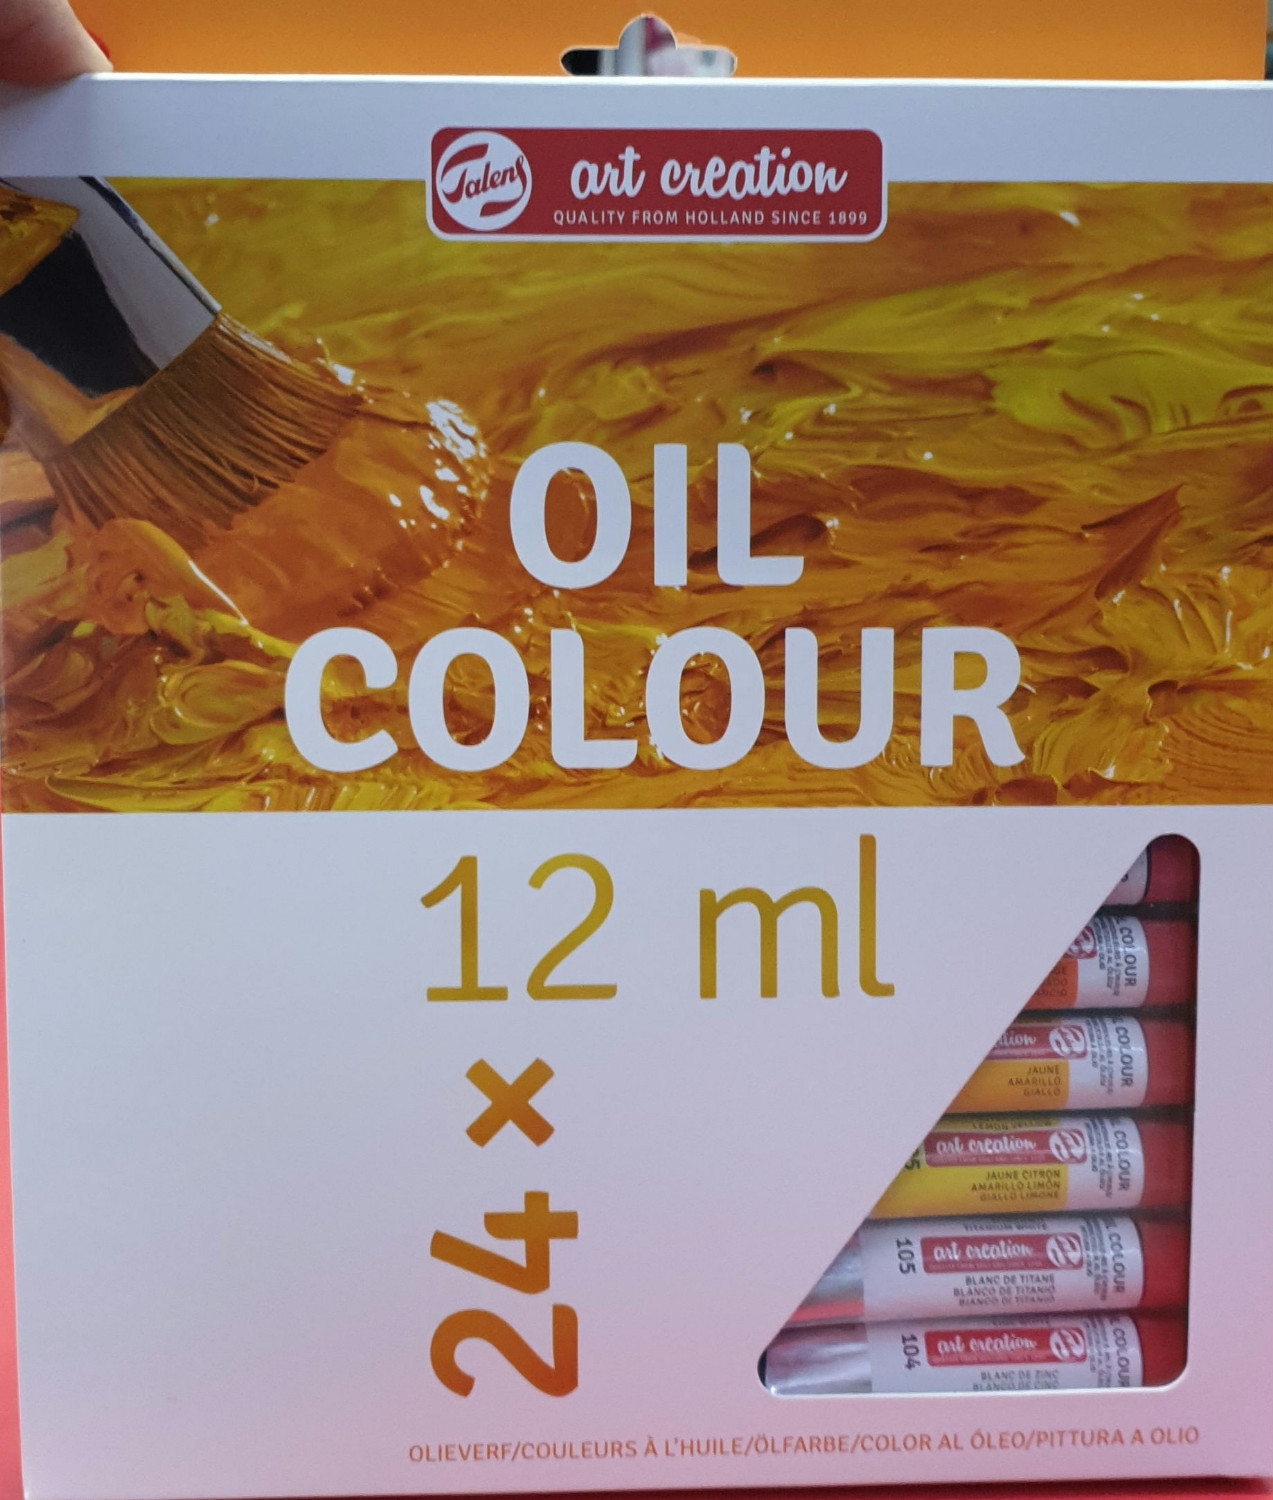 Talens
art creation
QUALITY FROM HOLLAND SINCE 1899
OIL
COLOUR
12 ml
24 ×
COLOUR
JAUNE
AMARILLO
GIALLO
COLOUR
LEMON YELLOW
art creation
JAUNE CITRON
AMARILLO LIMÓN
GIALLO LIMONE
COLOUR
TITANIUM WHITE
105
art creation
BLANC DE TITANE
BLANCO DE TITANIO
BIANCO DI TITANIO
COLOUR
104
art creation
BLANC DE ZINC
BLANCO DE CINC
COLOUR
OLIEVERF/COULEURS À L'HUILE/ÖLFARBE/COLOR AL ÓLEO/PITTURA A OLIO